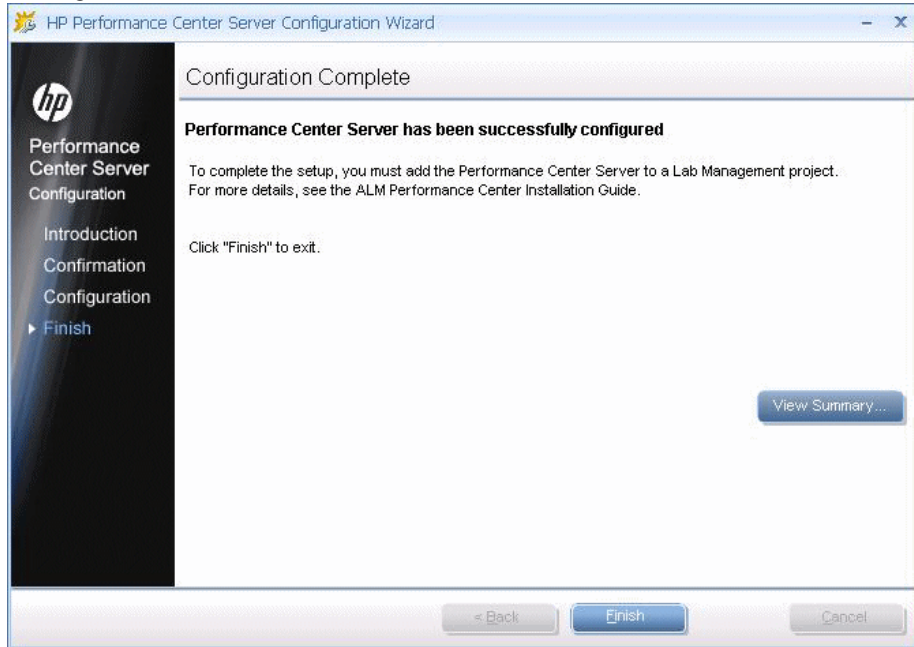 HP Performance Center Server Configuration Wizard
hp
Performance
Center Server
Configuration
Introduction
Confirmation
Configuration
Finish
Configuration Complete
Performance Center Server has been successfully configured
To complete the setup, you must add the Performance Center Server to a Lab Management project.
For more details, see the ALM Performance Center Installation Guide.
Click "Finish" to exit.
View Summary...
< Back
Finish
Cancel